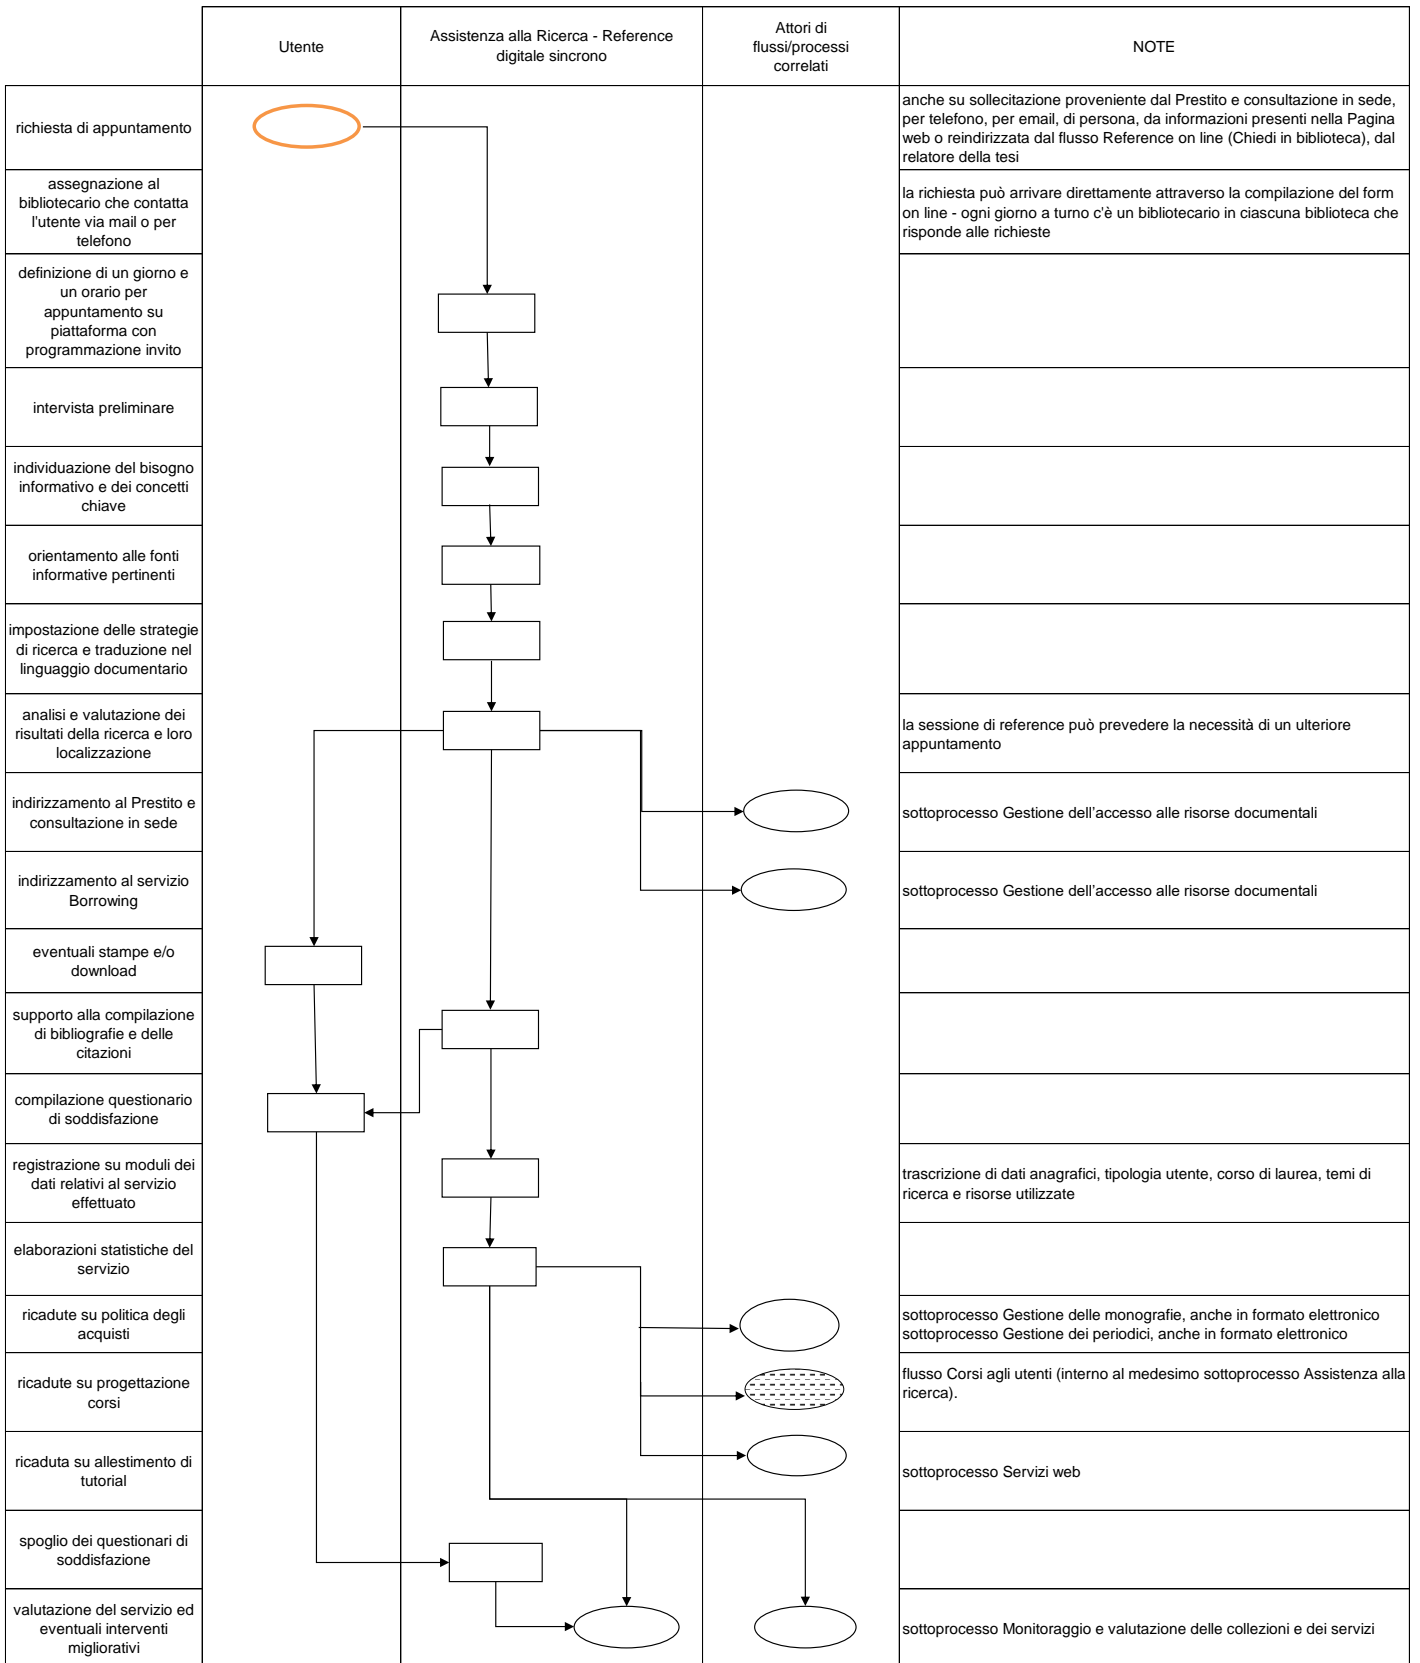 Utente
Assistenza alla Ricerca - Reference
digitale sincrono
Attori di
flussi/processi
correlati
NOTE
richiesta di appuntamento
anche su sollecitazione proveniente dal Prestito e consultazione in sede,
per telefono, per email, di persona, da informazioni presenti nella Pagina
web o reindirizzata dal flusso Reference on line (Chiedi in biblioteca), dal
relatore della tesi
assegnazione al
bibliotecario che contatta
l'utente via mail o per
telefono
la richiesta può arrivare direttamente attraverso la compilazione del form
on line - ogni giorno a turno c'è un bibliotecario in ciascuna biblioteca che
risponde alle richieste
definizione di un giorno e
un orario per
appuntamento su
piattaforma con
programmazione invito
intervista preliminare
individuazione del bisogno
informativo e dei concetti
chiave
orientamento alle fonti
informative pertinenti
impostazione delle strategie
di ricerca e traduzione nel
linguaggio documentario
analisi e valutazione dei
risultati della ricerca e loro
localizzazione
la sessione di reference può prevedere la necessità di un ulteriore
appuntamento
indirizzamento al Prestito e
consultazione in sede
sottoprocesso Gestione dell'accesso alle risorse documentali
indirizzamento al servizio
Borrowing
sottoprocesso Gestione dell'accesso alle risorse documentali
eventuali stampe e/o
download
supporto alla compilazione
di bibliografie e delle
citazioni
compilazione questionario
di soddisfazione
registrazione su moduli dei
dati relativi al servizio
effettuato
trascrizione di dati anagrafici, tipologia utente, corso di laurea, temi di
ricerca e risorse utilizzate
elaborazioni statistiche del
servizio
ricadute su politica degli
acquisti
sottoprocesso Gestione delle monografie, anche in formato elettronico
sottoprocesso Gestione dei periodici, anche in formato elettronico
ricadute su progettazione
corsi
flusso Corsi agli utenti (interno al medesimo sottoprocesso Assistenza alla
ricerca).
ricaduta su allestimento di
tutorial
sottoprocesso Servizi web
spoglio dei questionari di
soddisfazione
valutazione del servizio ed
eventuali interventi
migliorativi
sottoprocesso Monitoraggio e valutazione delle collezioni e dei servizi